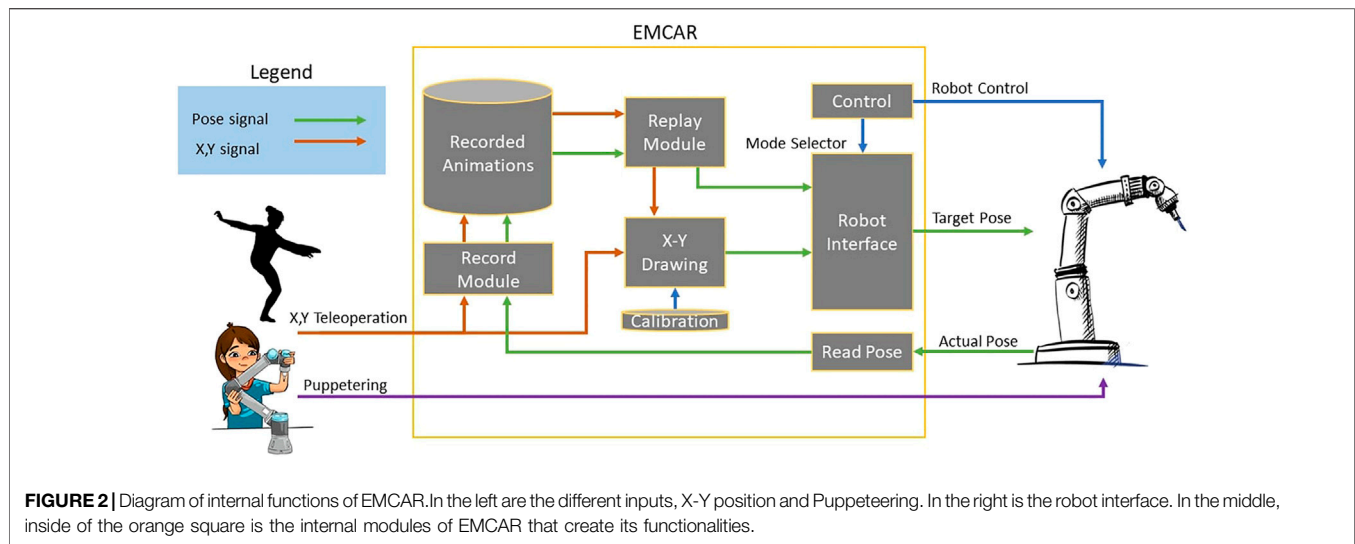 EMCAR
Legend
Pose signal
X,Y signal
Recorded
Animations
Replay
Module
Control
Robot Control
Mode Selector
Robot
Interface
Target Pose
X-Y
Drawing
Record
Module
X,Y Teleoperation
Calibration
Read Pose
Actual Pose
Puppetering
FIGURE 2 | Diagram of internal functions of EMCAR.In the left are the different inputs, X-Y position and Puppeteering. In the right is the robot interface. In the middle,
inside of the orange square is the internal modules of EMCAR that create its functionalities.